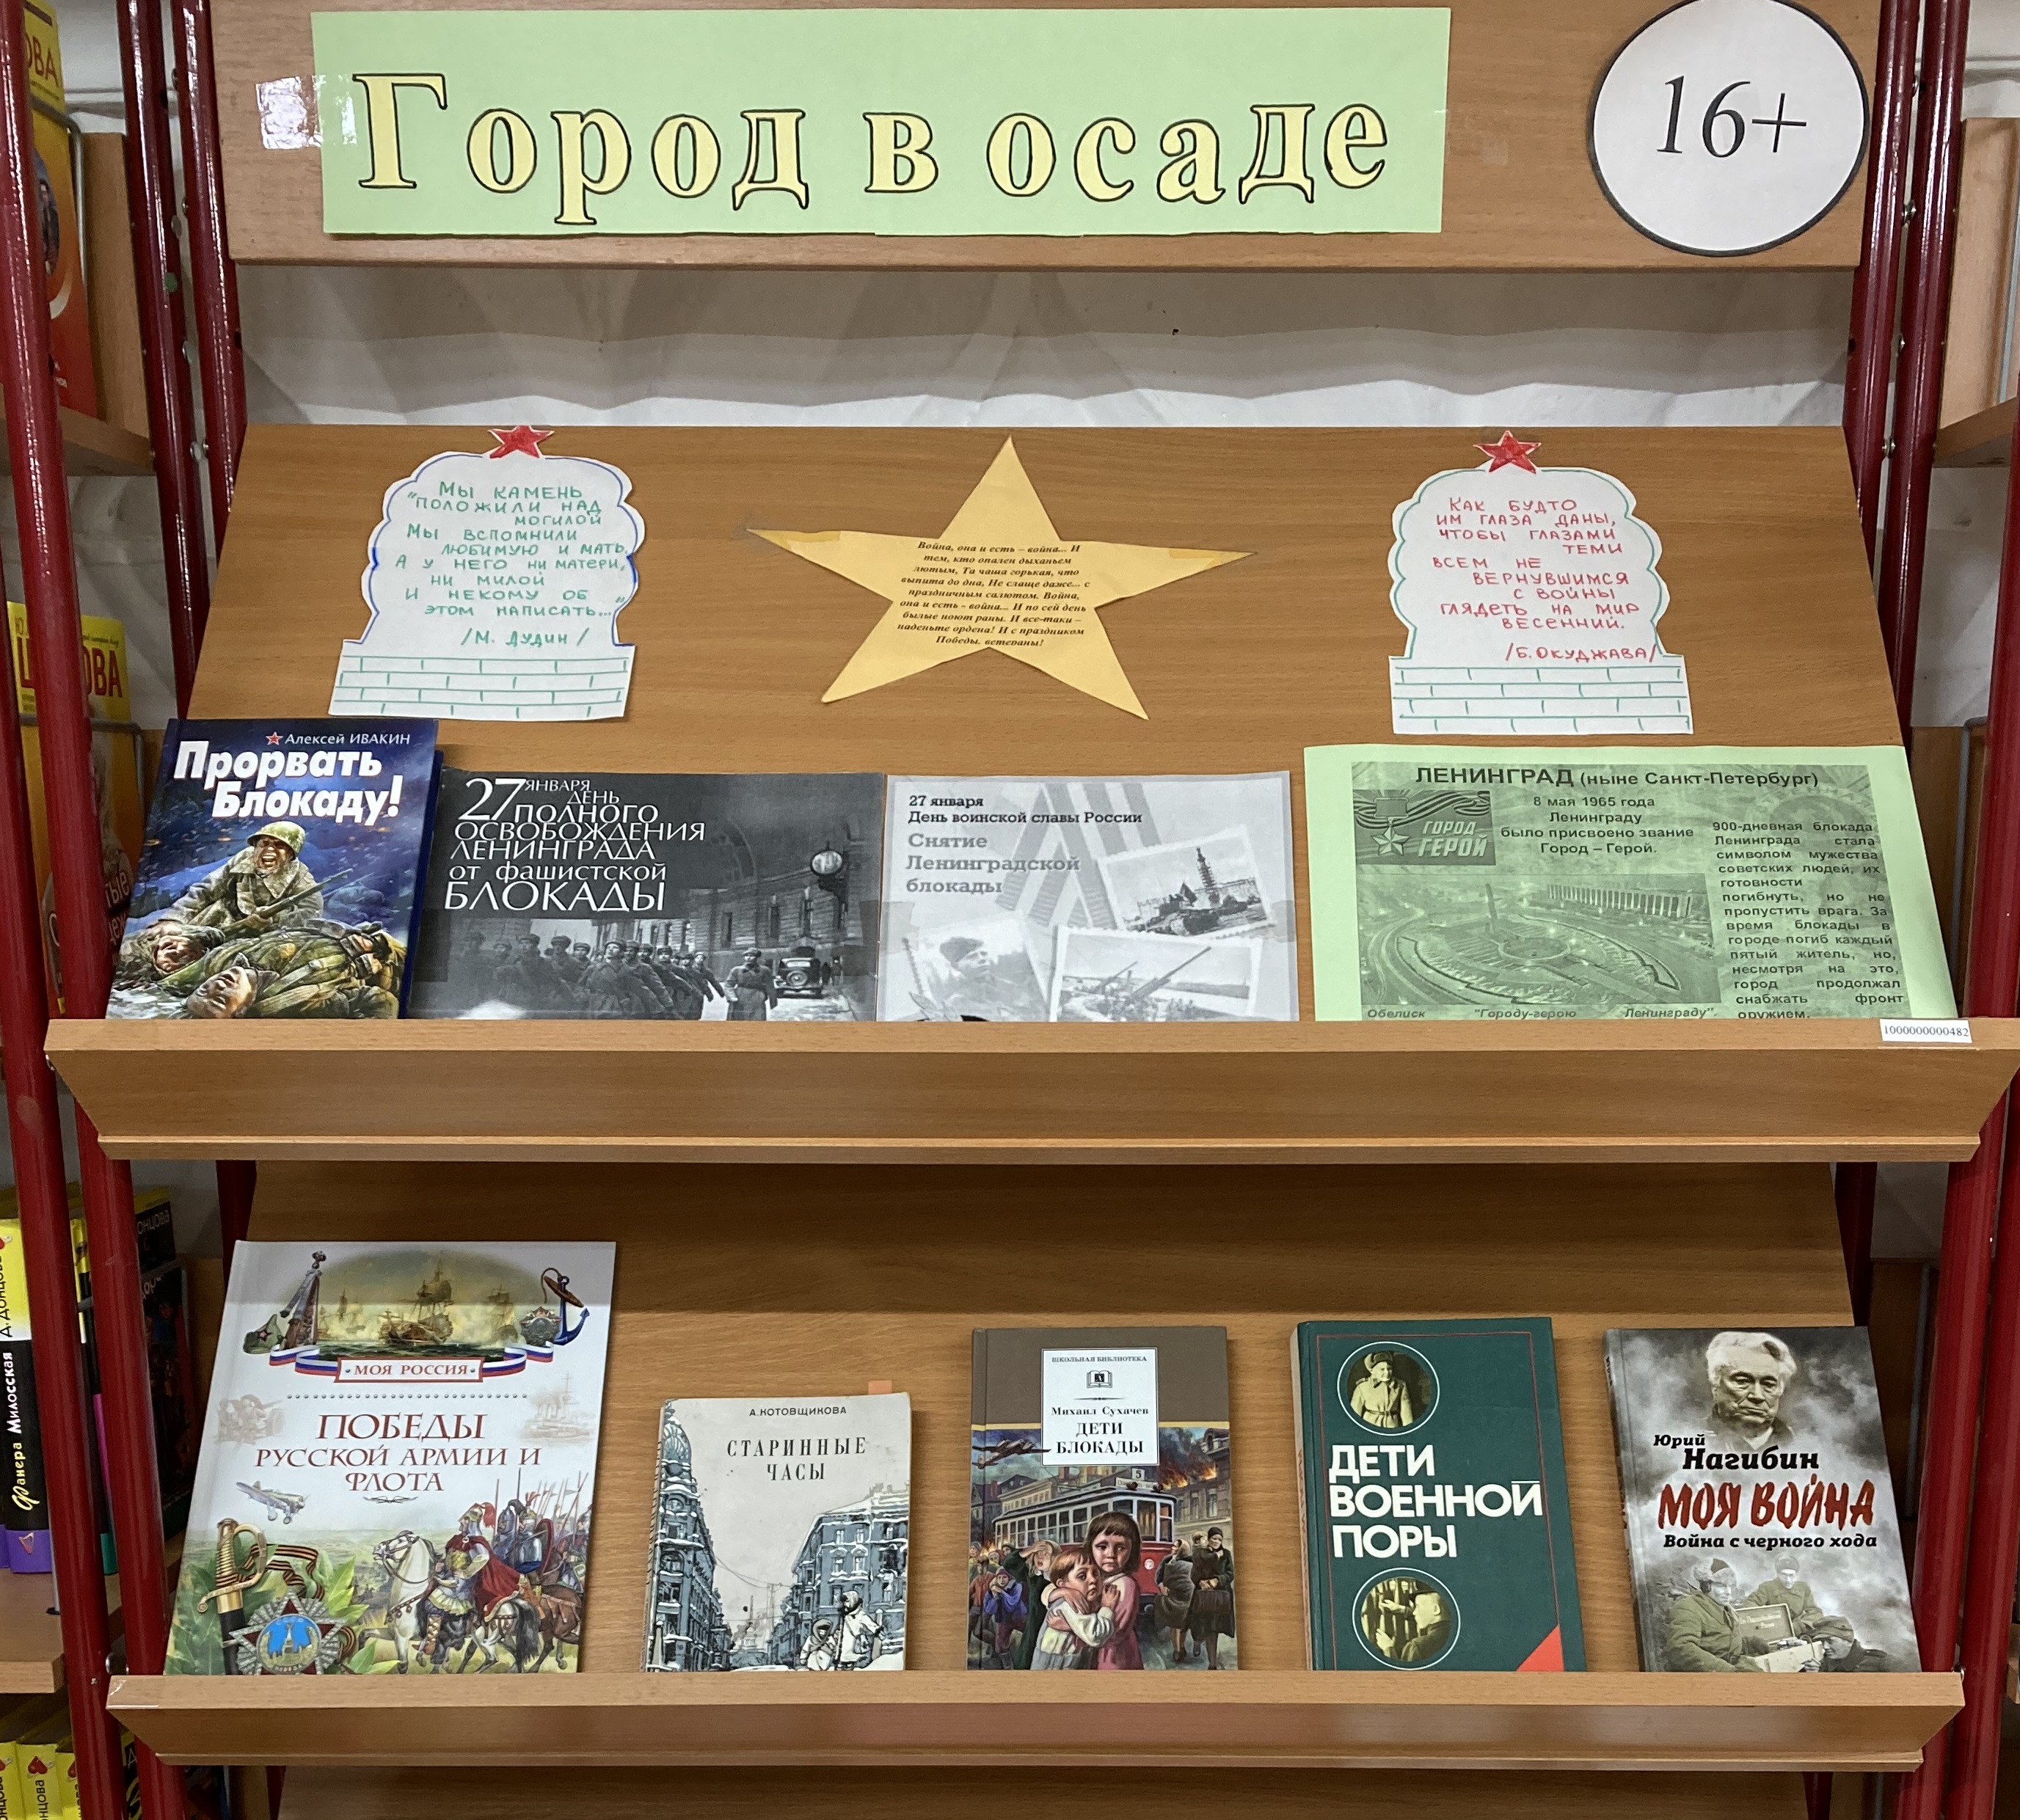 Город в осаде
16+
Мы камень
"положили над
могилой
Мы вспомнили
любимую и мать,
А у него ни матери,
ни милой
И некому об
этом написать..."
/М. Дудин/
Война, она и есть – война... И
тем, кто опален дыханьем
лютым, Та чаша горькая, что
выпита до дна, Не слаще даже... с
праздничным салютом. Война,
она и есть - война... И по сей день
былые ноют раны. И все-таки –
наденьте ордена! И с праздником
Победы, ветераны!
Как будто
им глаза даны,
чтобы глазами
теми
всем не
вернувшимся
с войны
глядеть на мир
весенний.
/Б. Окуджава/
Алексей ИВАКИН
Прорвать
Блокаду!
27 ЯНВАРЯ
ДЕНЬ
ПОЛНОГО
ОСВОБОЖДЕНИЯ
ЛЕНИНГРАДА
от фашистской
БЛОКАДЫ
27 января
День воинской славы России
Снятие
Ленинградской
блокады
ЛЕНИНГРАД (ныне Санкт-Петербург)
ГОРОД
ГЕРОЙ
8 мая 1965 года
Ленинграду
было присвоено звание
Город – Герой.
900-дневная блокада
Ленинграда стала
символом мужества
советских людей, их
готовности
погибнуть, но не
пропустить врага. За
время блокады в
городе погиб каждый
пятый житель, но,
несмотря на это,
город продолжал
снабжать фронт
оружием.
Обелиск "Городу-герою Ленинграду".
1000000000482
МОЯ РОССИЯ
ПОБЕДЫ
РУССКОЙ АРМИИ И
ФЛОТА
А.КОТОВЩИКОВА
СТАРИННЫЕ
ЧАСЫ
ШКОЛЬНАЯ БИБЛИОТЕКА
Михаил Сухачев
ДЕТИ
БЛОКАДЫ
5
ДЕТИ
ВОЕННОЙ
ПОРЫ
Юрий
Нагибин
МОЯ ВОЙНА
Война с черного хода
Фанера Милосская